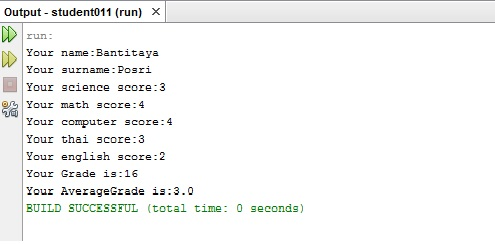 Output - student011 (run)
run:
Your name:Bantitaya
Your surname:Posri
Your science score:3
Your math score:4
Your computer score:4
Your thai score:3
Your english score:2
Your Grade is:16
Your AverageGrade is:3.0
BUILD SUCCESSFUL (total time: 0 seconds)